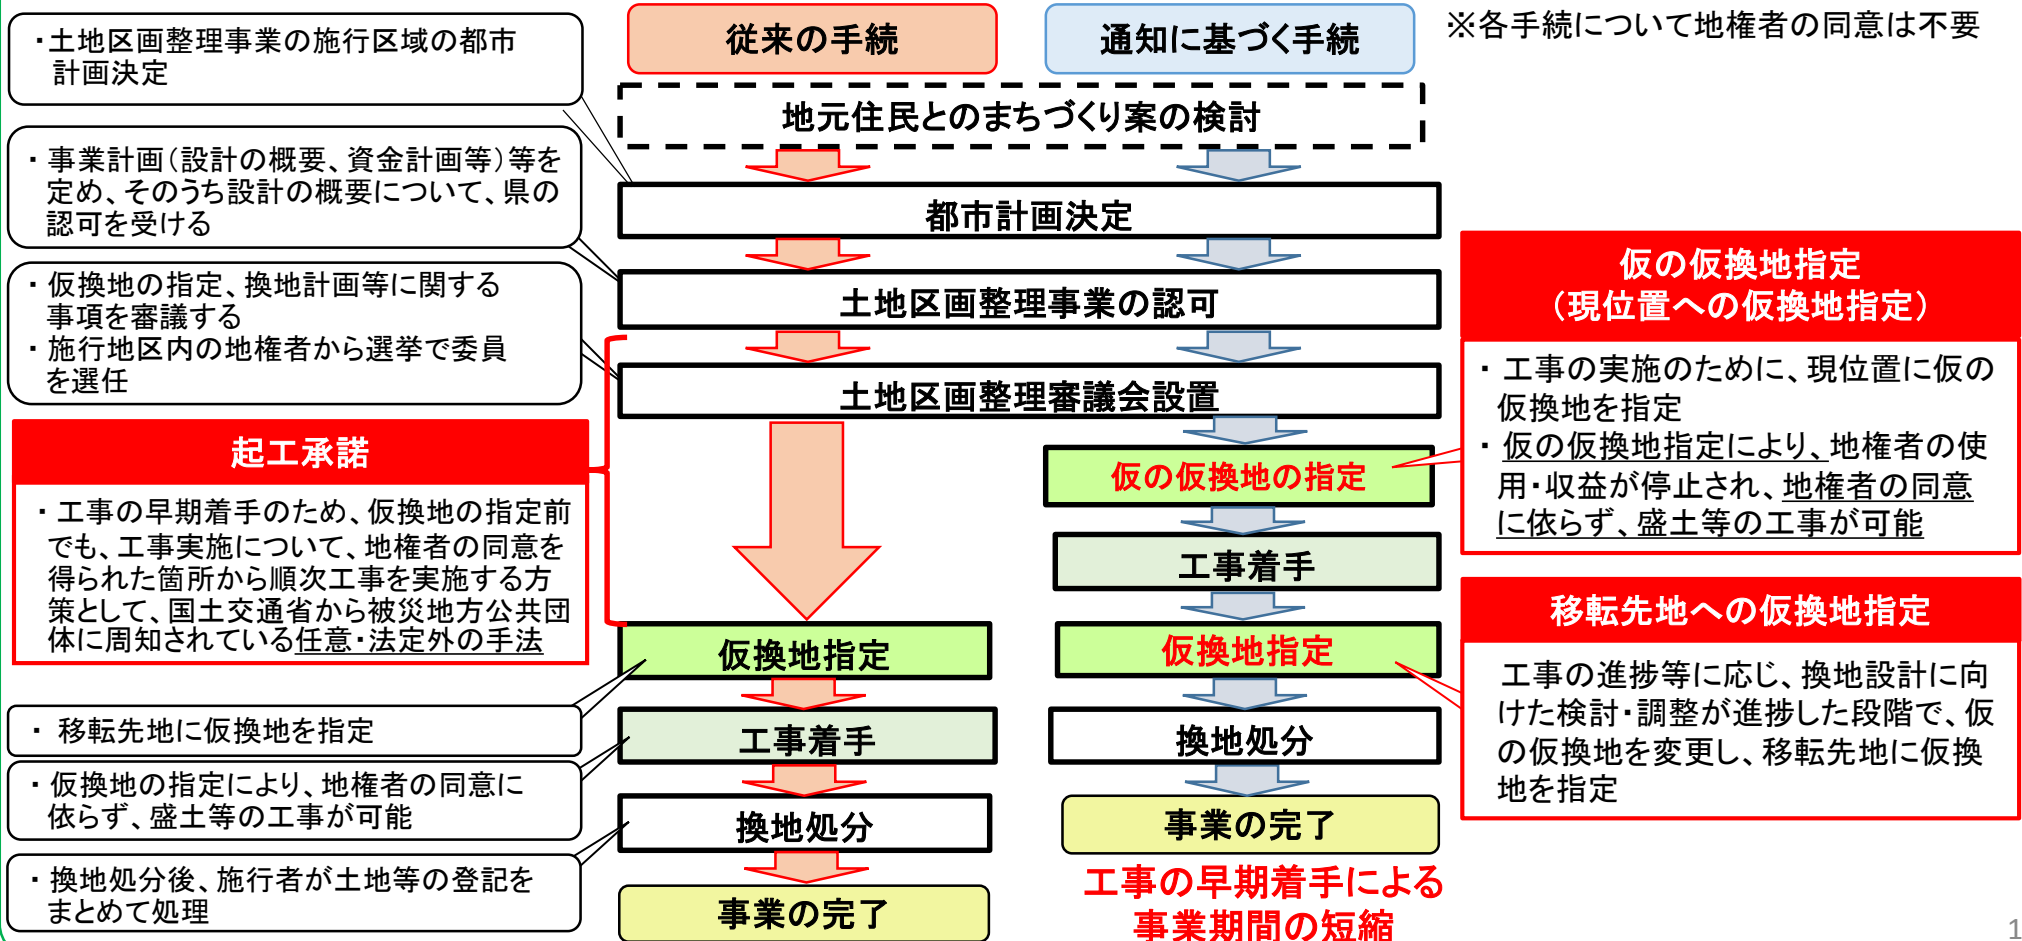 ・土地区画整理事業の施行区域の都市
計画決定
・ 事業計画（設計の概要、資金計画等）等を
定め、そのうち設計の概要について、県の
認可を受ける
・ 仮換地の指定、換地計画等に関する
事項を審議する
・ 施行地区内の地権者から選挙で委員
を選任
起工承諾
・ 工事の早期着手のため、仮換地の指定前
でも、工事実施について、地権者の同意を
得られた箇所から順次工事を実施する方
策として、国土交通省から被災地方公共団
体に周知されている任意・法定外の手法
・ 移転先地に仮換地を指定
・ 仮換地の指定により、地権者の同意に
依らず、盛土等の工事が可能
・ 換地処分後、施行者が土地等の登記を
まとめて処理
従来の手続
通知に基づく手続
※各手続について地権者の同意は不要
地元住民とのまちづくり案の検討
都市計画決定
土地区画整理事業の認可
土地区画整理審議会設置
仮換地指定
工事着手
換地処分
事業の完了
仮の仮換地の指定
工事着手
仮換地指定
換地処分
事業の完了
工事の早期着手による
事業期間の短縮
仮の仮換地指定
（現位置への仮換地指定）
・ 工事の実施のために、現位置に仮の
仮換地を指定
・ 仮の仮換地指定により、地権者の使
用・収益が停止され、地権者の同意
に依らず、盛土等の工事が可能
移転先地への仮換地指定
工事の進捗等に応じ、換地設計に向
けた検討・調整が進捗した段階で、仮
の仮換地を変更し、移転先地に仮換
地を指定
1